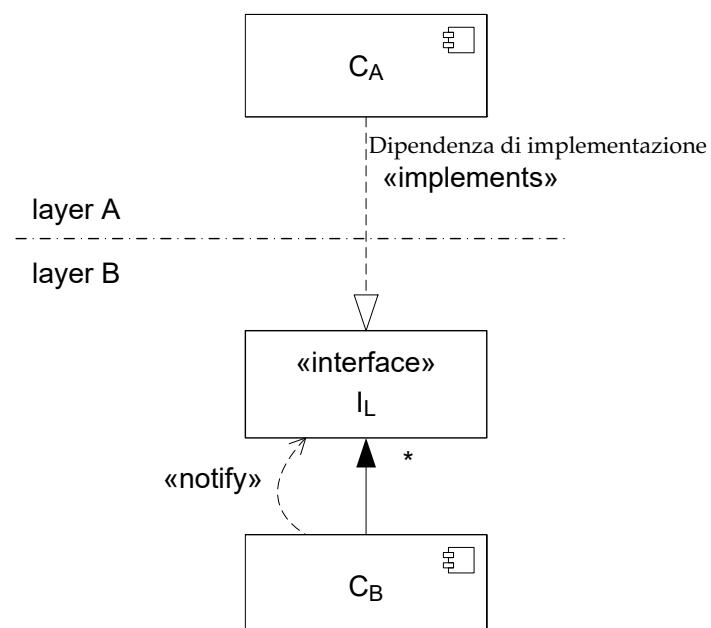 CA
Dipendenza di implementazione
«implements»
layer A
layer B
«interface»
IL
*
«notify»
CB